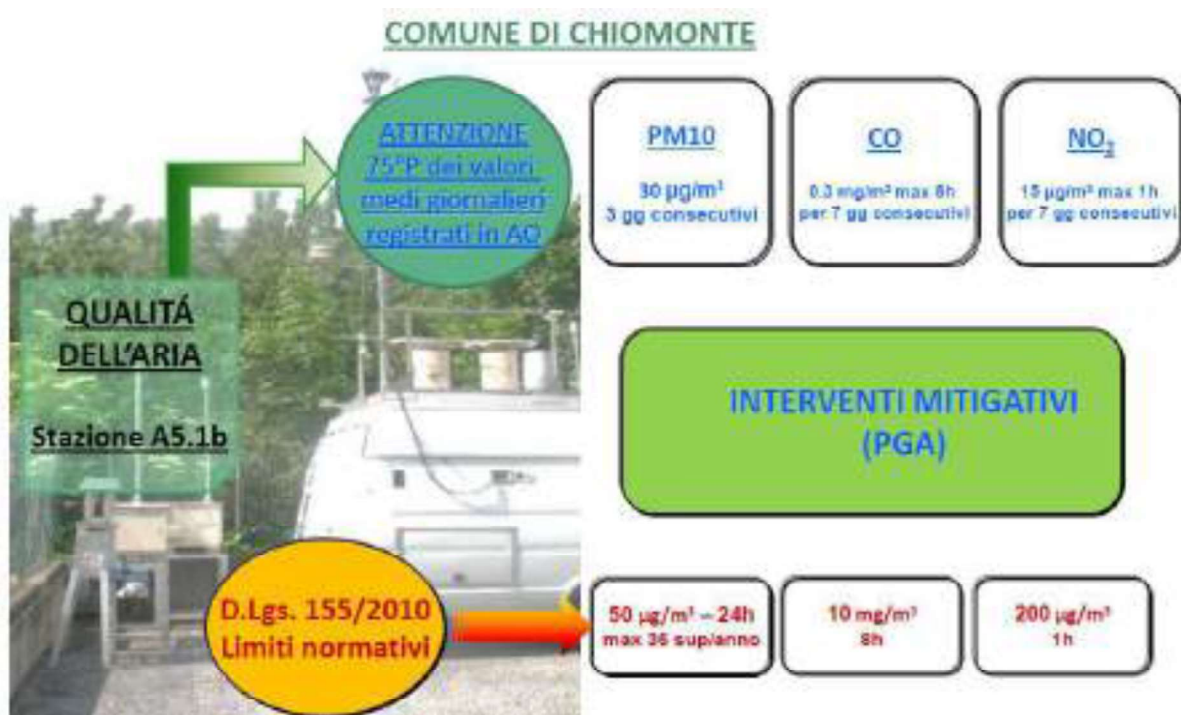 COMUNE DI CHIOMONTE
ATTENZIONE
75°P dei valori
medi giornalieri
registrati in AO
PM10
30 µg/m³
3 gg consecutivi
CO
0.3 mg/m³ max 8h
per 7 gg consecutivi
NO₂
15 µg/m³ max 1h
per 7 gg consecutivi
QUALITÁ
DELL'ARIA
Stazione A5.1b
INTERVENTI MITIGATIVI
(PGA)
D.Lgs. 155/2010
Limiti normativi
50 µg/m³ – 24h
max 36 sup/anno
10 mg/m³
8h
200 µg/m³
1h